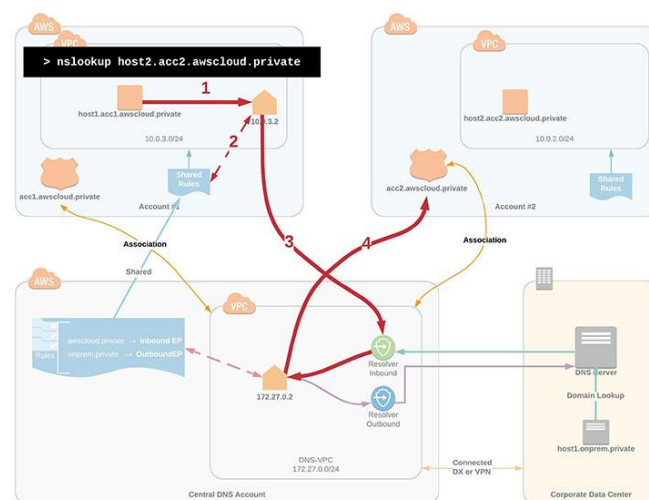 AWS
VPC
> nslookup host2.acc2.awscloud.private
1
host1.acc1.awscloud.private
10.0.3.2
2
10.0.3.0/24
Shared
Rules
acc1.awscloud.private
Account #1
AWS
VPC
host2.acc2.awscloud.private
10.0.2.0/24
acc2.awscloud.private
Shared
Rules
Account #2
3
4
Association
Association
Shared
AWS
VPC
Rules
awscloud.private → Inbound EP
onprem.private → OutboundEP
172.27.0.2
Resolver
Inbound
Resolver
Outbound
DNS-VPC
172.27.0.0/24
Central DNS Account
DNS Server
Domain Lookup
host1.onprem.private
Connected
DX or VPN
Corporate Data Center